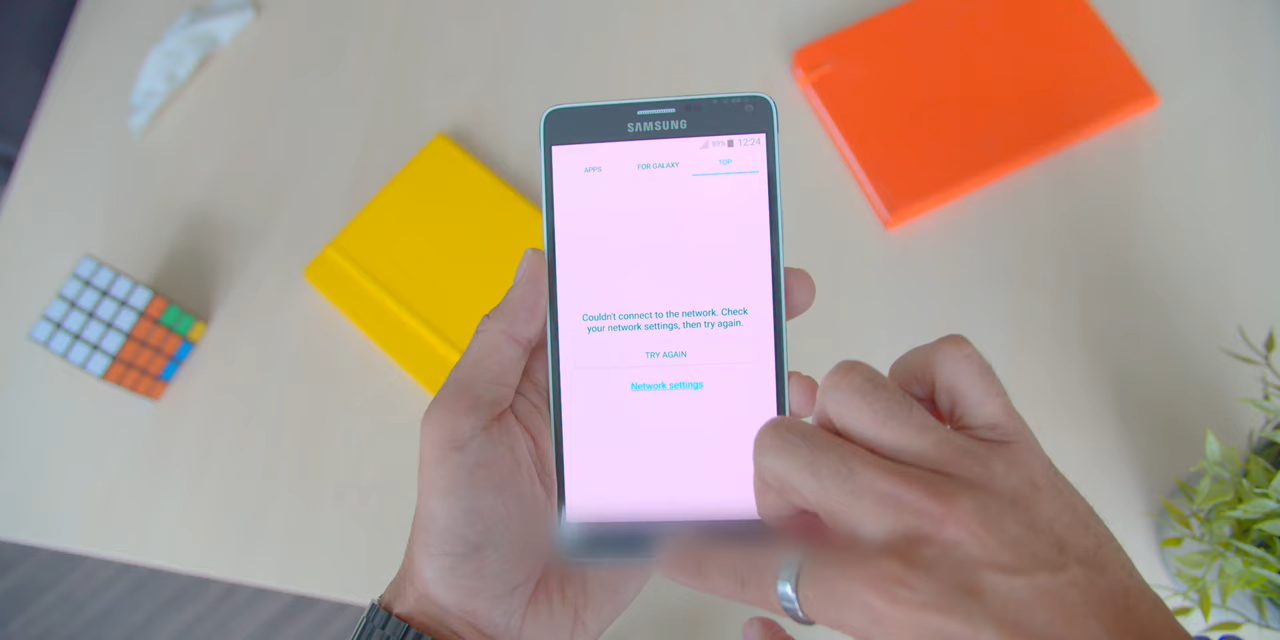 SAMSUNG
12:24
APPS FOR GALAXY TOP
Couldn't connect to the network. Check
your network settings, then try again.
TRY AGAIN
Network settings